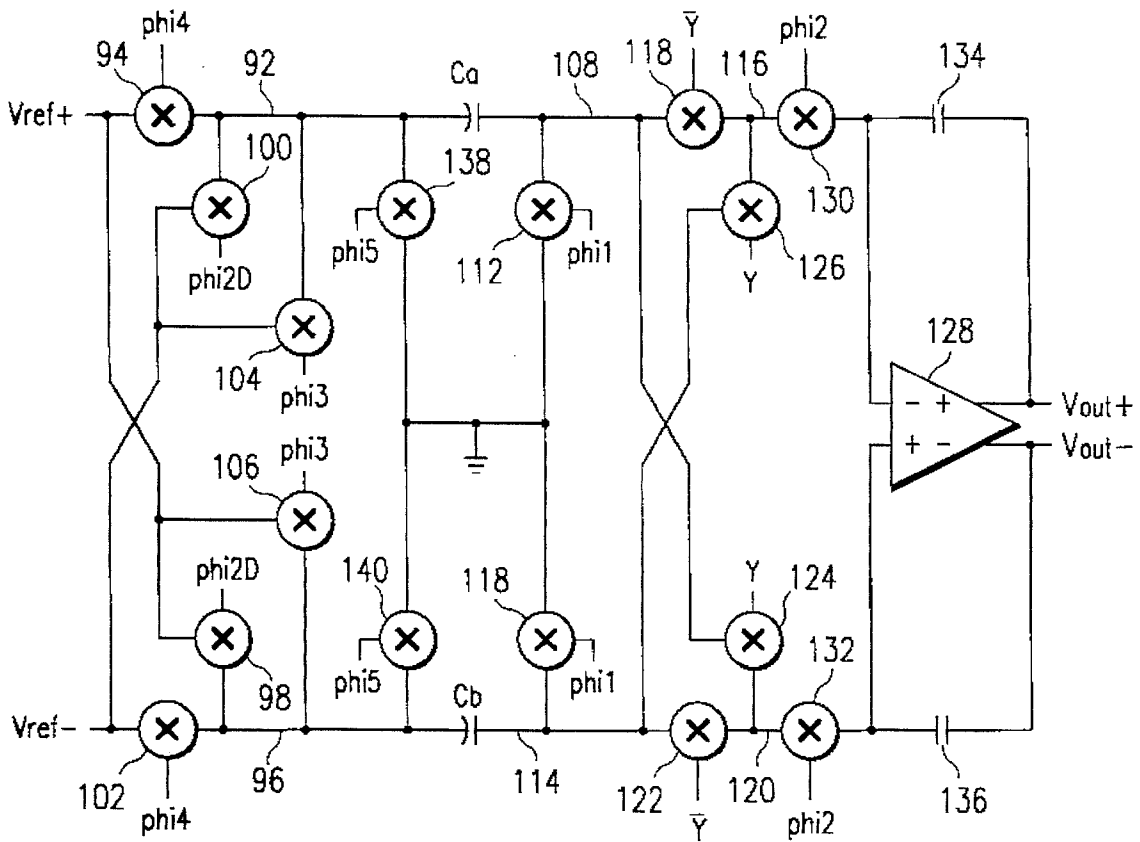 phi4
Y̅
phi2
94
92
Ca
108
118
116
134
Vref+
100
138
130
phi5
phi1
phi2D
112
126
Y
104
128
phi3
- +
Vout+
phi3
+ -
Vout-
106
phi2D
140
118
Y
124
132
phi5
phi1
98
Cb
Vref-
102
96
114
122
120
136
phi4
Y̅
phi2